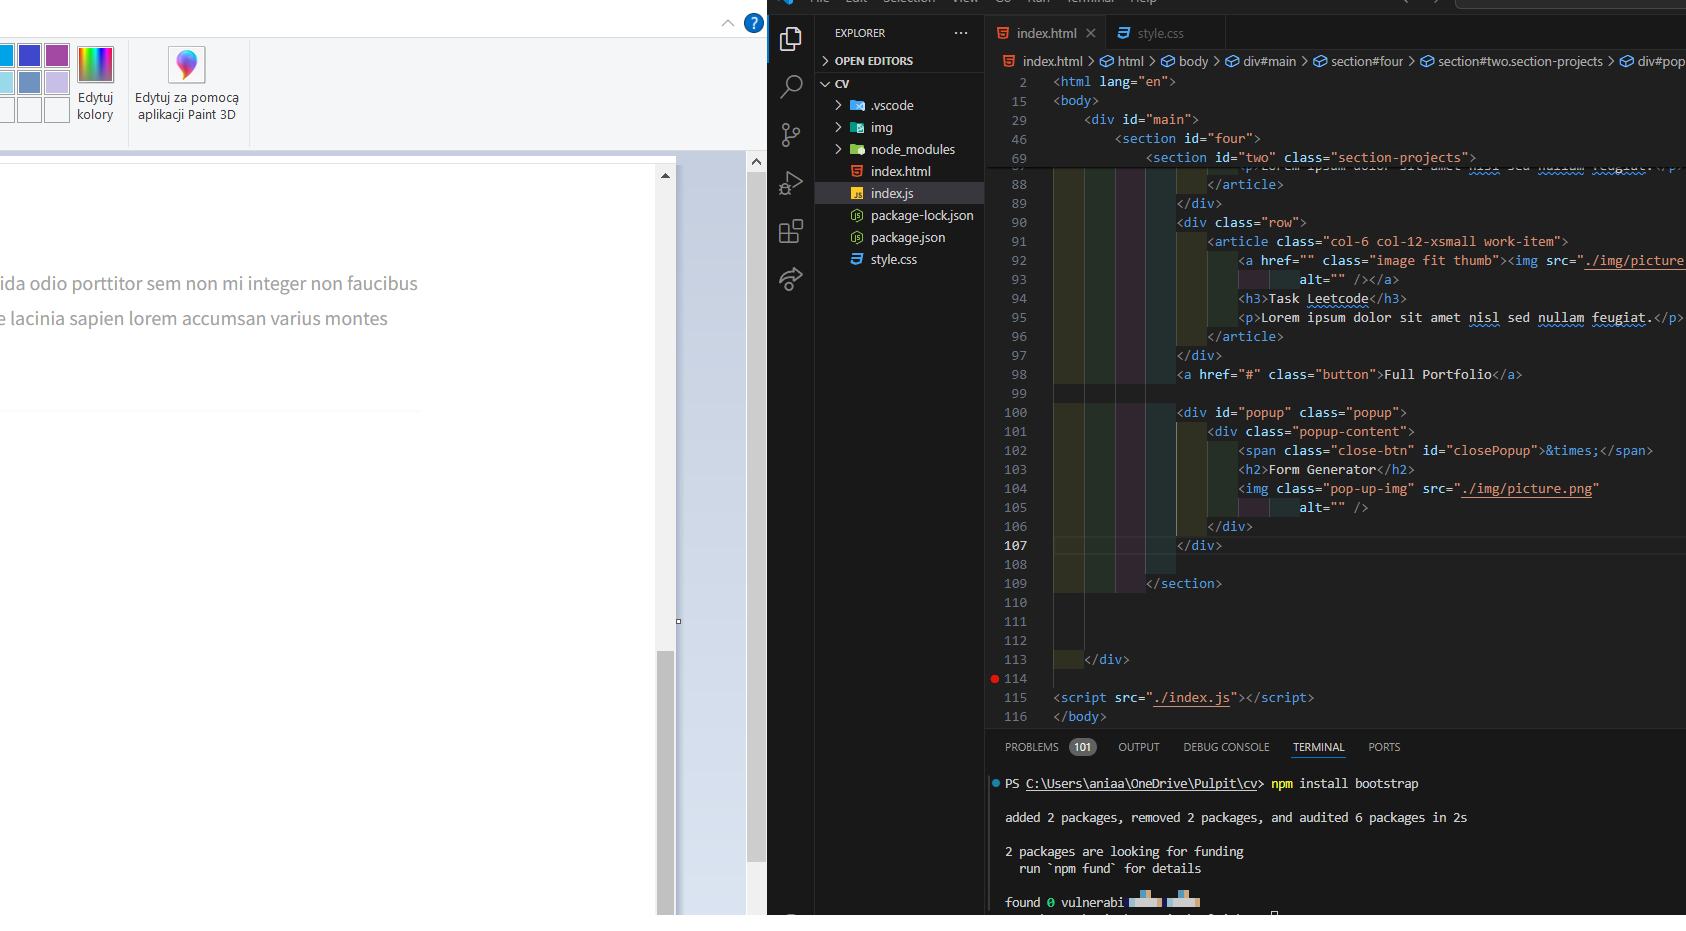 Edytuj
kolory
Edytuj za pomocą
aplikacji Paint 3D
ida odio porttitor sem non mi integer non faucibus
e lacinia sapien lorem accumsan varius montes
EXPLORER
OPEN EDITORS
CV
.vscode
img
node_modules
index.html
index.js
package-lock.json
package.json
style.css
index.html
style.css
index.html > html > body > div#main > section#four > section#two.section-projects > div#pop
2 <html lang="en">
15 <body>
29 <div id="main">
46 <section id="four">
69 <section id="two" class="section-projects">
88 </article>
89 </div>
90 <div class="row">
91 <article class="col-6 col-12-xsmall work-item">
92 <a href="" class="image fit thumb"><img src="./img/picture
93 alt="" /></a>
94 <h3>Task Leetcode</h3>
95 <p>Lorem ipsum dolor sit amet nisl sed nullam feugiat.</p>
96 </article>
97 </div>
98 <a href="#" class="button">Full Portfolio</a>
99
100 <div id="popup" class="popup">
101 <div class="popup-content">
102 <span class="close-btn" id="closePopup">&times;</span>
103 <h2>Form Generator</h2>
104 <img class="pop-up-img" src="./img/picture.png"
105 alt="" />
106 </div>
107 </div>
108
109 </section>
110
111
112
113 </div>
114
115 <script src="./index.js"></script>
116 </body>
PROBLEMS 101 OUTPUT DEBUG CONSOLE TERMINAL PORTS
PS C:\Users\aniaa\OneDrive\Pulpit\cv> npm install bootstrap
added 2 packages, removed 2 packages, and audited 6 packages in 2s
2 packages are looking for funding
run `npm fund` for details
found 0 vulnerabi